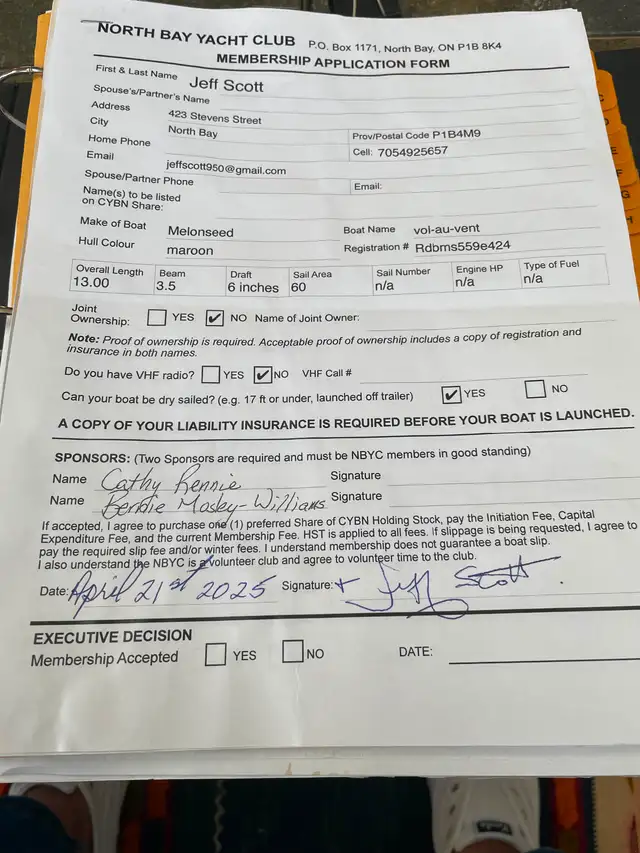 NORTH BAY YACHT CLUB P.O. Box 1171, North Bay, ON P1B 8K4
MEMBERSHIP APPLICATION FORM
First & Last Name Jeff Scott
Spouse's/Partner's Name
Address 423 Stevens Street
City North Bay Prov/Postal Code P1B4M9
Home Phone Cell: 7054925657
Email jeffscott950@gmail.com
Spouse/Partner Phone Email:
Name(s) to be listed
on CYBN Share:
Make of Boat Melonseed Boat Name vol-au-vent
Hull Colour maroon Registration # Rdbms559e424
Overall Length Beam Draft Sail Area Sail Number Engine HP Type of Fuel
13.00 3.5 6 inches 60 n/a n/a n/a
Joint
Ownership: YES ✔ NO Name of Joint Owner:
Note: Proof of ownership is required. Acceptable proof of ownership includes a copy of registration and
insurance in both names.
Do you have VHF radio? YES ✔ NO VHF Call #
Can your boat be dry sailed? (e.g. 17 ft or under, launched off trailer) ✔ YES NO
A COPY OF YOUR LIABILITY INSURANCE IS REQUIRED BEFORE YOUR BOAT IS LAUNCHED.
SPONSORS: (Two Sponsors are required and must be NBYC members in good standing)
Name Cathy Rennie Signature
Name Bendie Mosley-Williams Signature
If accepted, I agree to purchase one (1) preferred Share of CYBN Holding Stock, pay the Initiation Fee, Capital
Expenditure Fee, and the current Membership Fee. HST is applied to all fees. If slippage is being requested, I agree to
pay the required slip fee and/or winter fees. I understand membership does not guarantee a boat slip.
I also understand the NBYC is a volunteer club and agree to volunteer time to the club.
Date: April 21st 2025 Signature: x Jeff Scott
EXECUTIVE DECISION
Membership Accepted YES NO DATE: